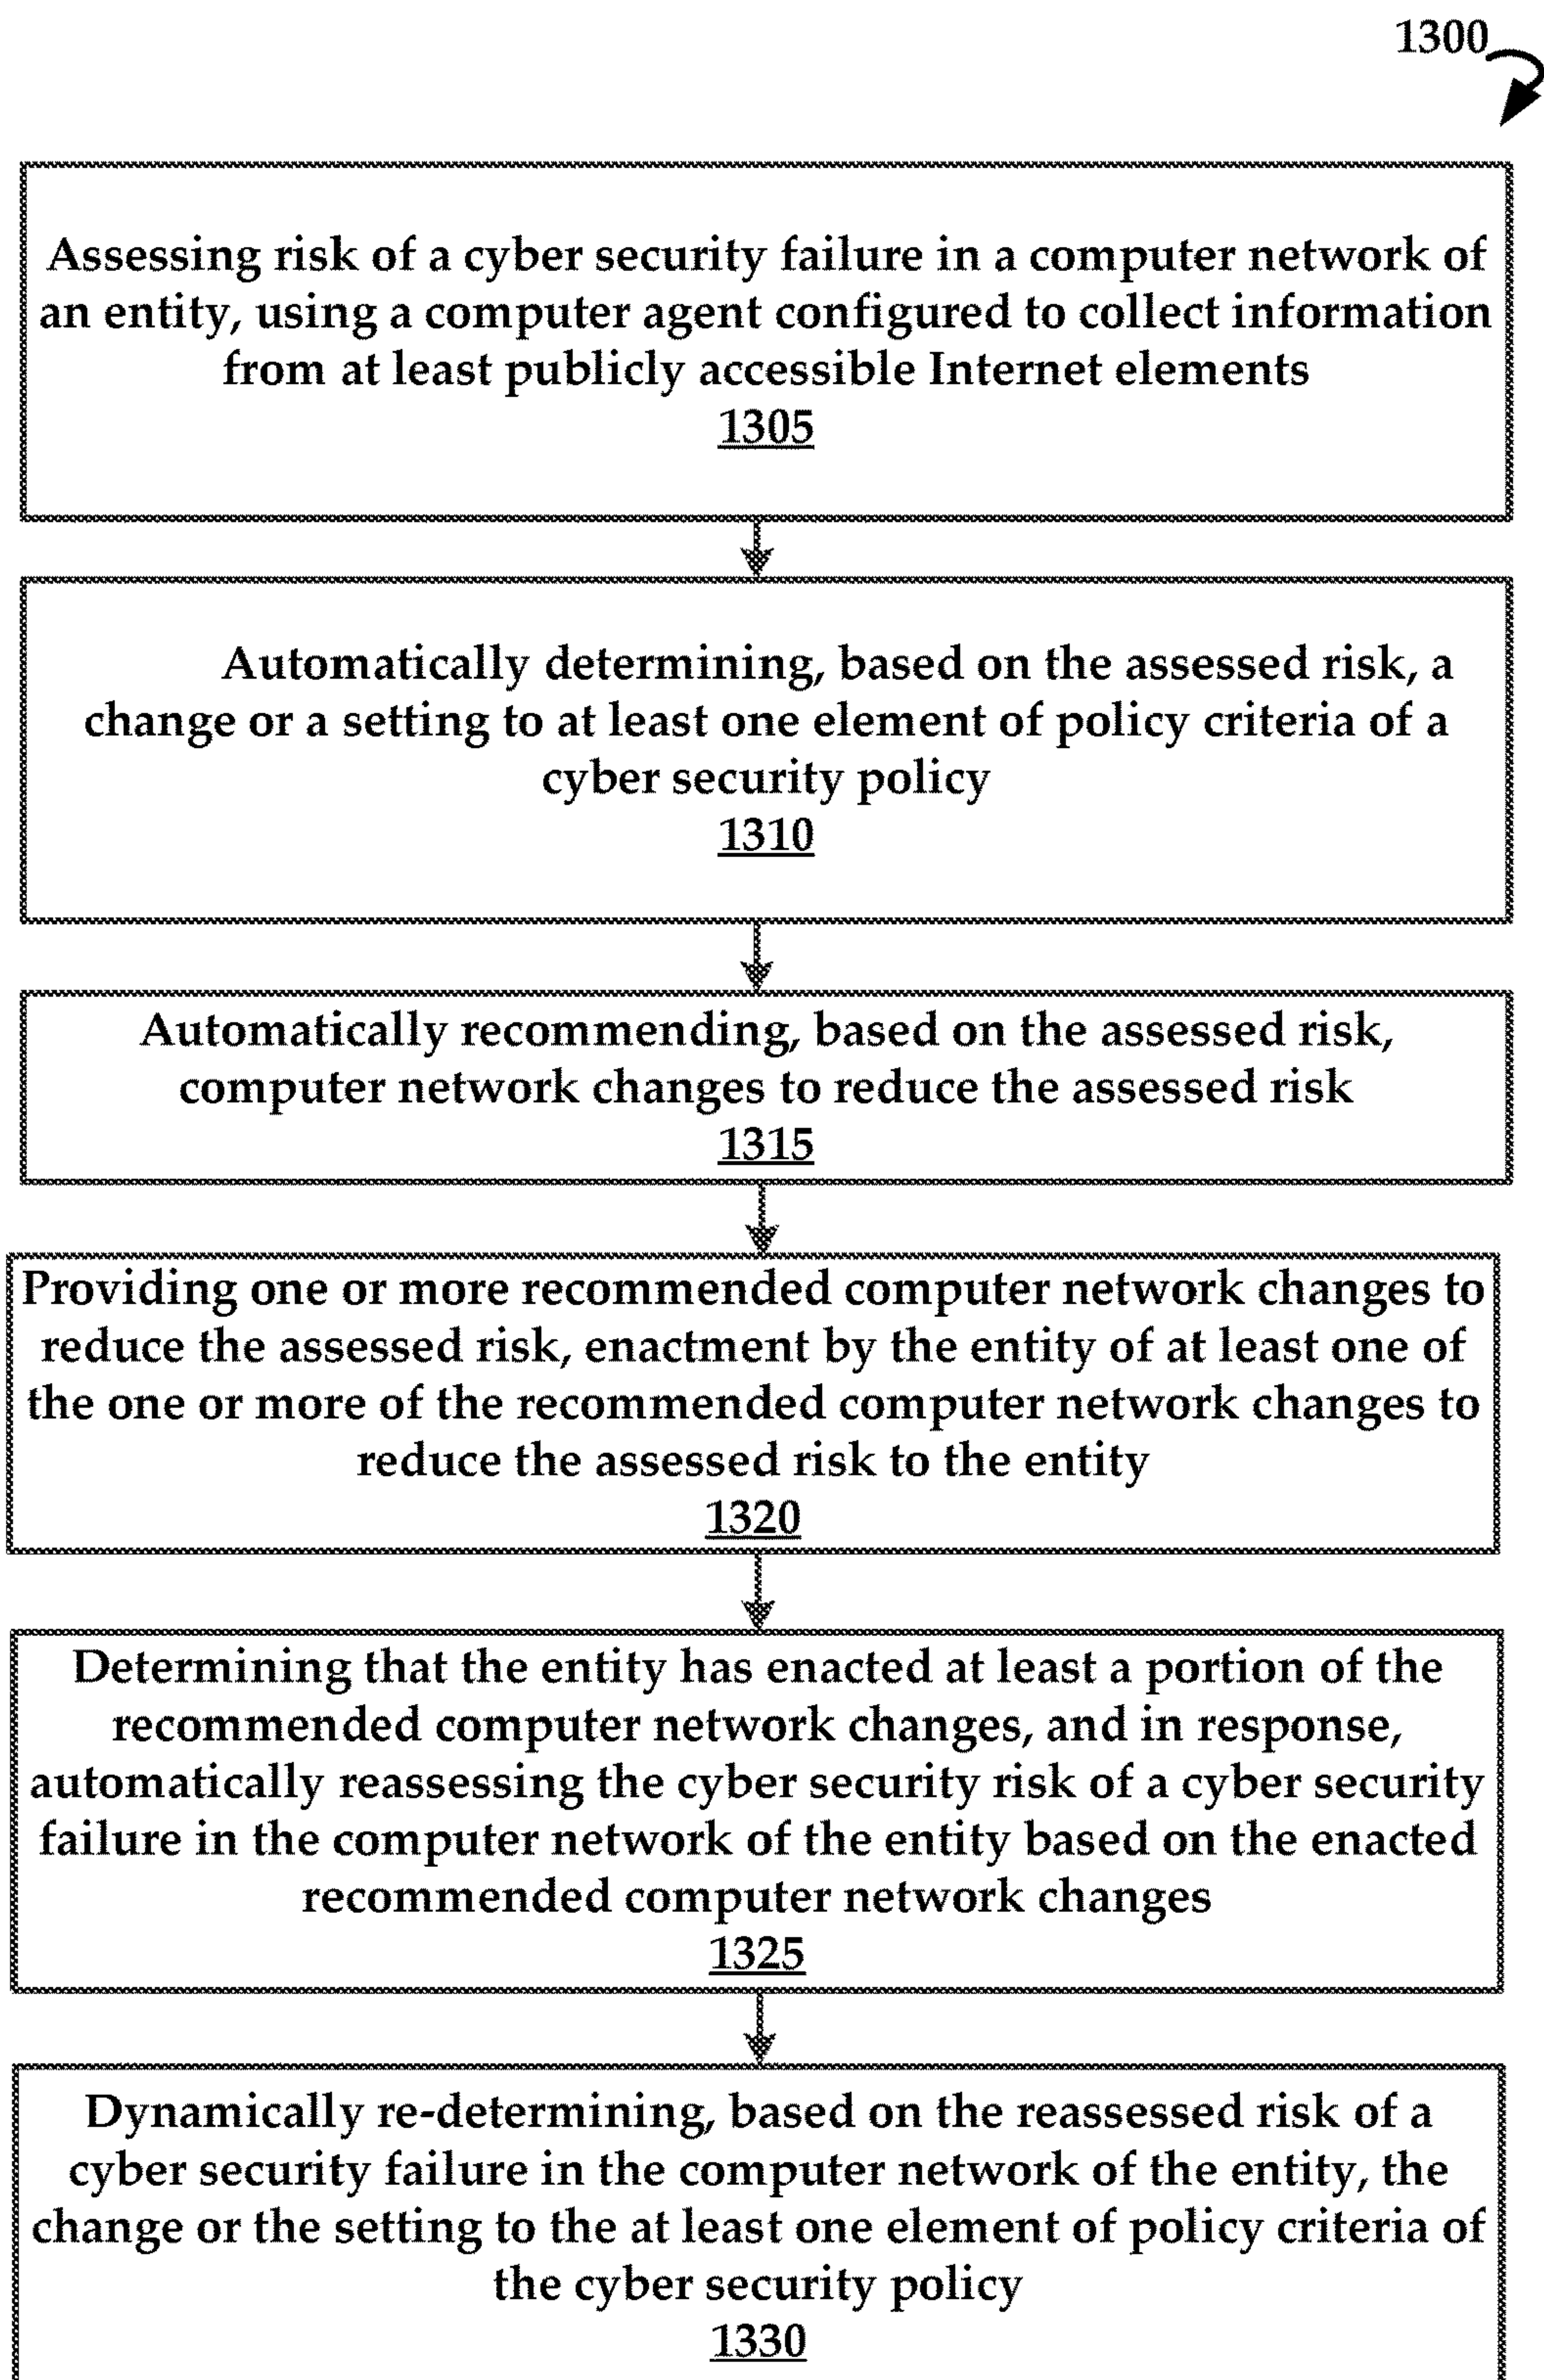 1300
Assessing risk of a cyber security failure in a computer network of
an entity, using a computer agent configured to collect information
from at least publicly accessible Internet elements
1305
Automatically determining, based on the assessed risk, a
change or a setting to at least one element of policy criteria of a
cyber security policy
1310
Automatically recommending, based on the assessed risk,
computer network changes to reduce the assessed risk
1315
Providing one or more recommended computer network changes to
reduce the assessed risk, enactment by the entity of at least one of
the one or more of the recommended computer network changes to
reduce the assessed risk to the entity
1320
Determining that the entity has enacted at least a portion of the
recommended computer network changes, and in response,
automatically reassessing the cyber security risk of a cyber security
failure in the computer network of the entity based on the enacted
recommended computer network changes
1325
Dynamically re-determining, based on the reassessed risk of a
cyber security failure in the computer network of the entity, the
change or the setting to the at least one element of policy criteria of
the cyber security policy
1330